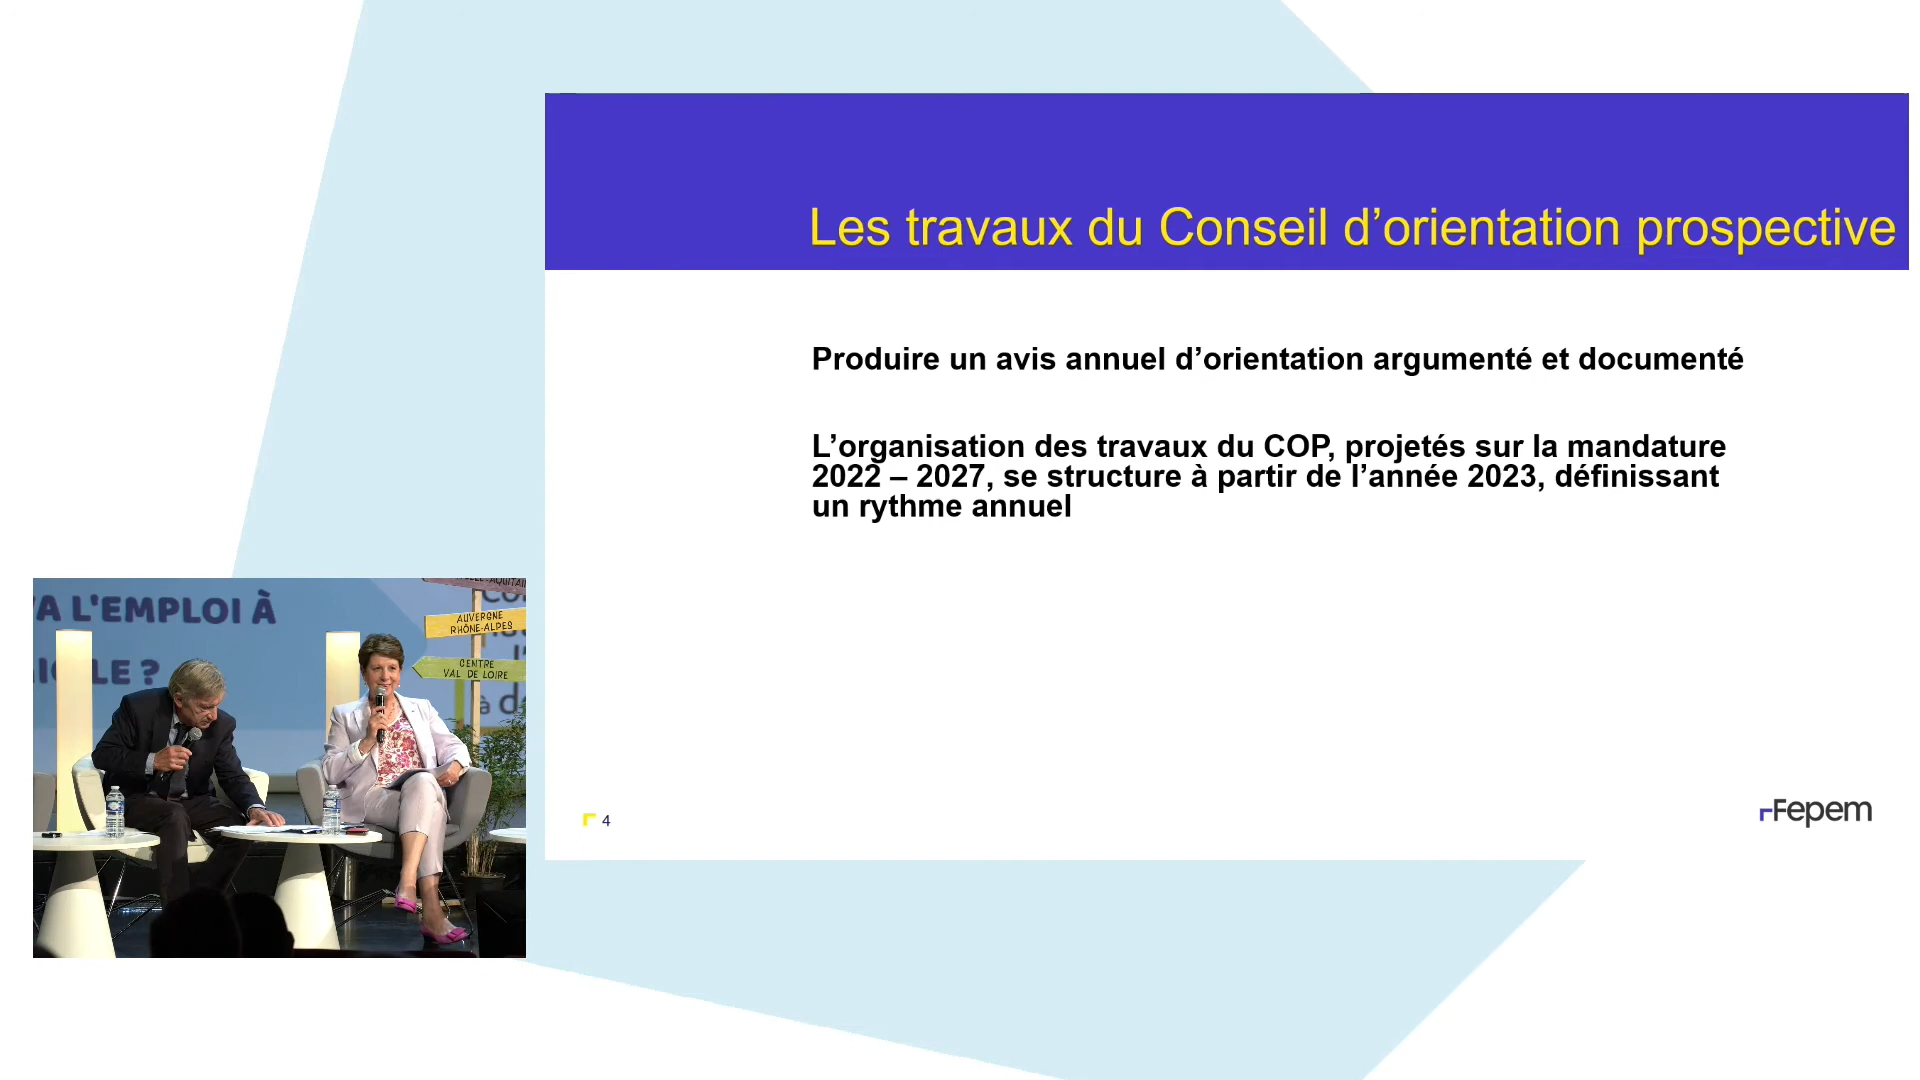 Les travaux du Conseil d’orientation prospective
Produire un avis annuel d’orientation argumenté et documenté
L’organisation des travaux du COP, projetés sur la mandature
2022 – 2027, se structure à partir de l’année 2023, définissant
un rythme annuel
4
Fepem
L'EMPLOI À
LE ?
AUVERGNE
RHÔNE-ALPES
CENTRE
VAL DE LOIRE
à